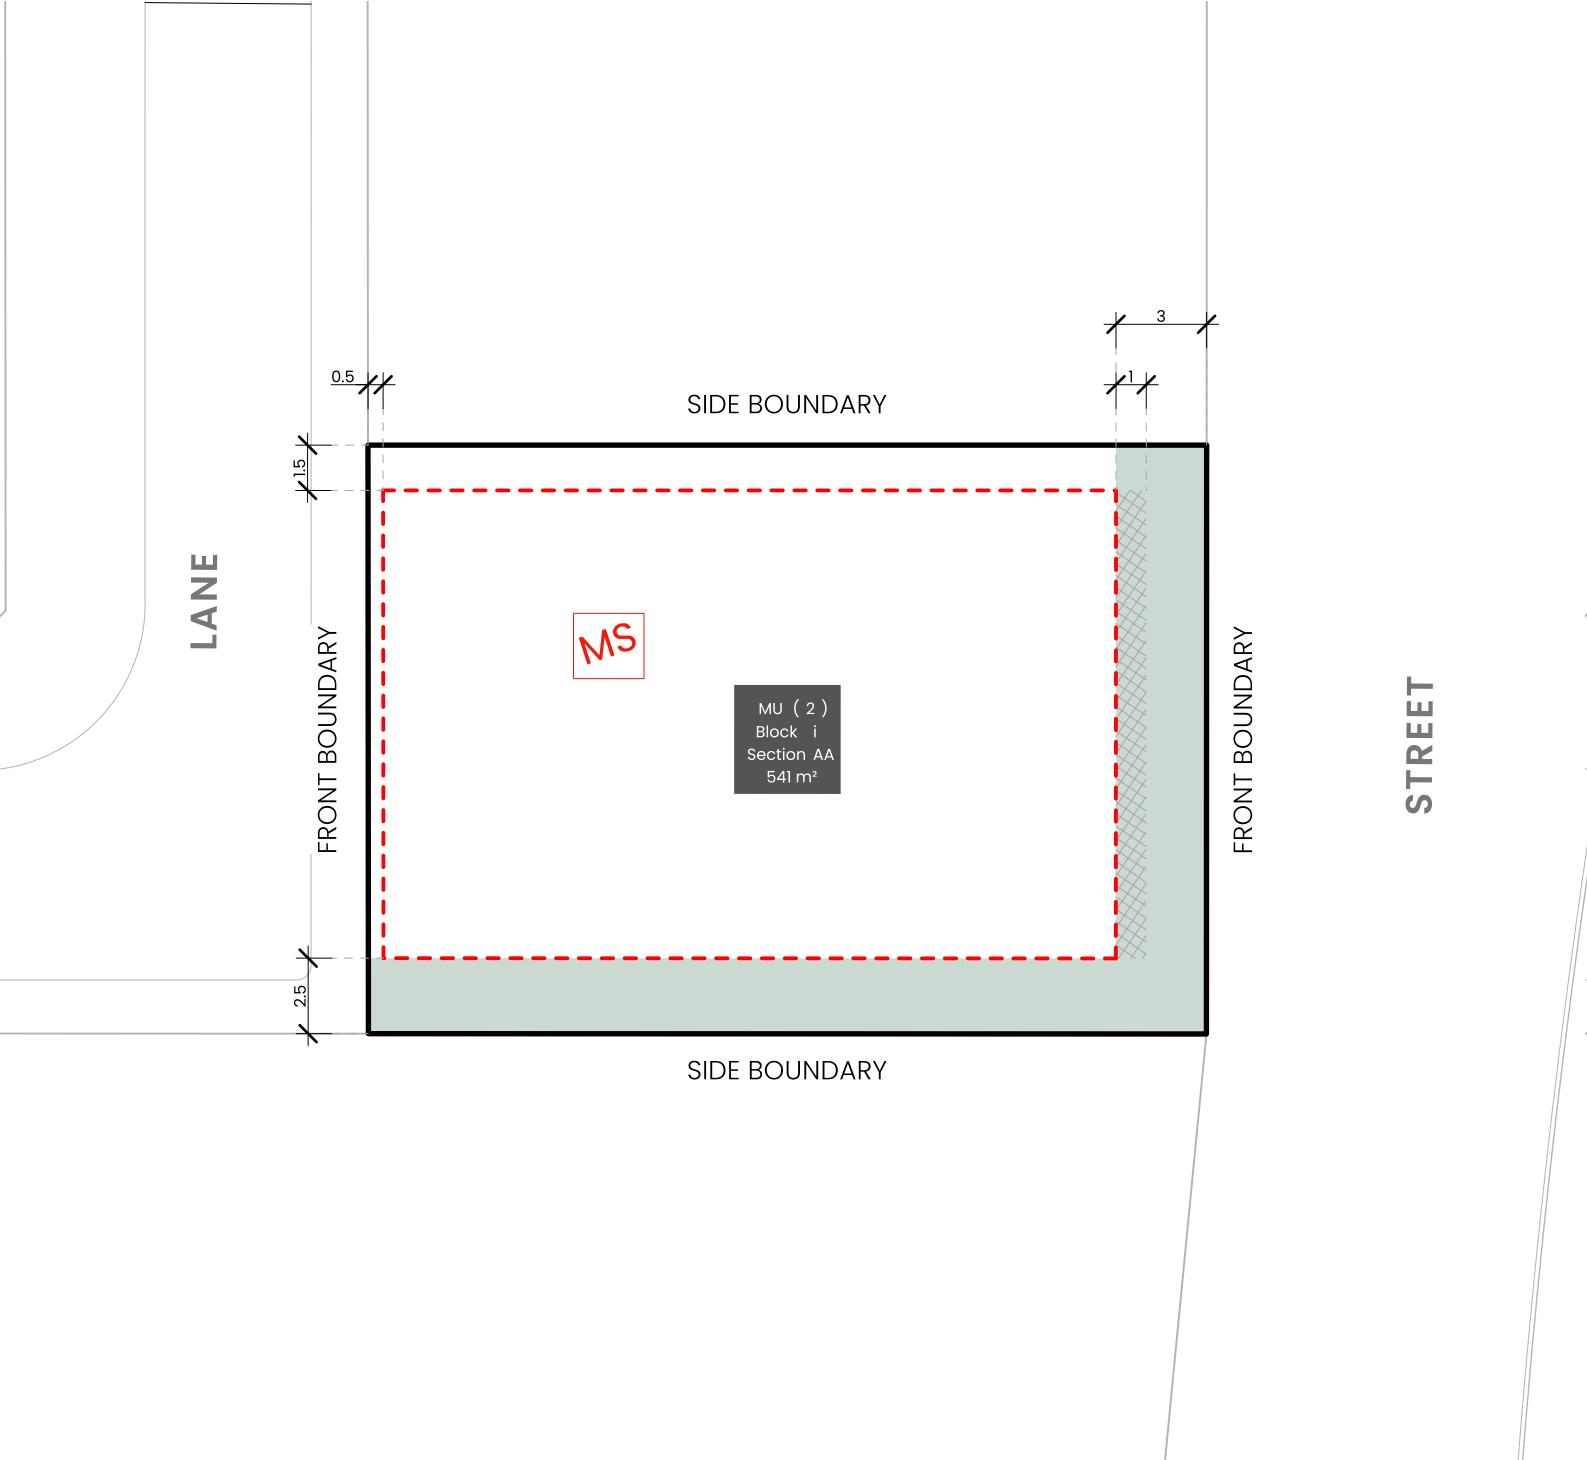 3
0.5
1
SIDE BOUNDARY
1.5
LANE
FRONT BOUNDARY
MS
MU ( 2 )
Block i
Section AA
541 m²
FRONT BOUNDARY
STREET
2.5
SIDE BOUNDARY